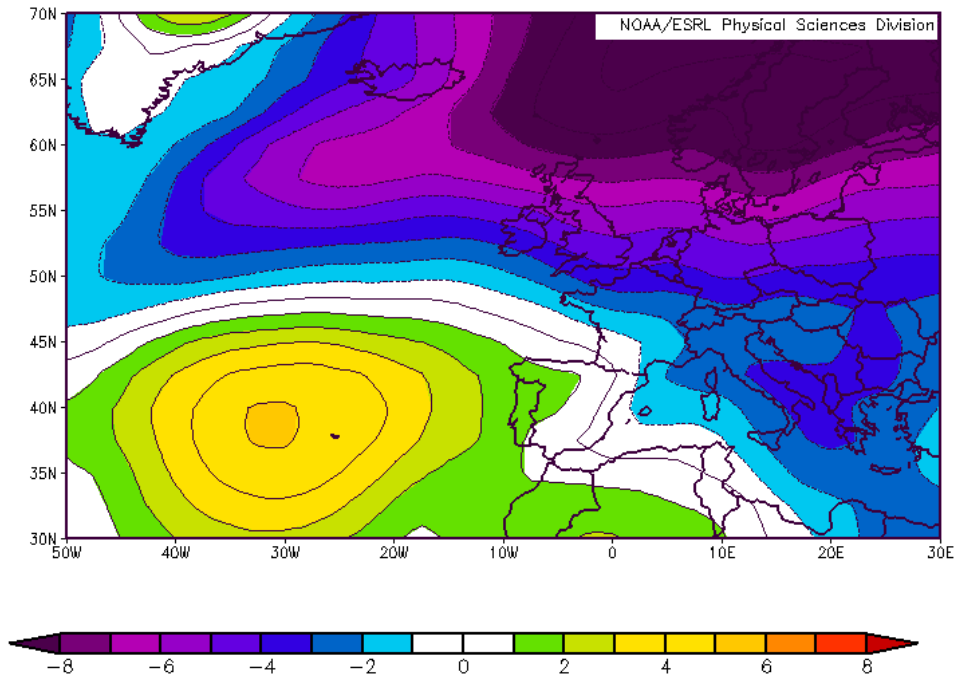 70N
NOAA/ESRL Physical Sciences Division
65N
60N
55N
50N
45N
40N
35N
30N
50W 40W 30W 20W 10W 0 10E 20E 30E
−8 −6 −4 −2 0 2 4 6 8